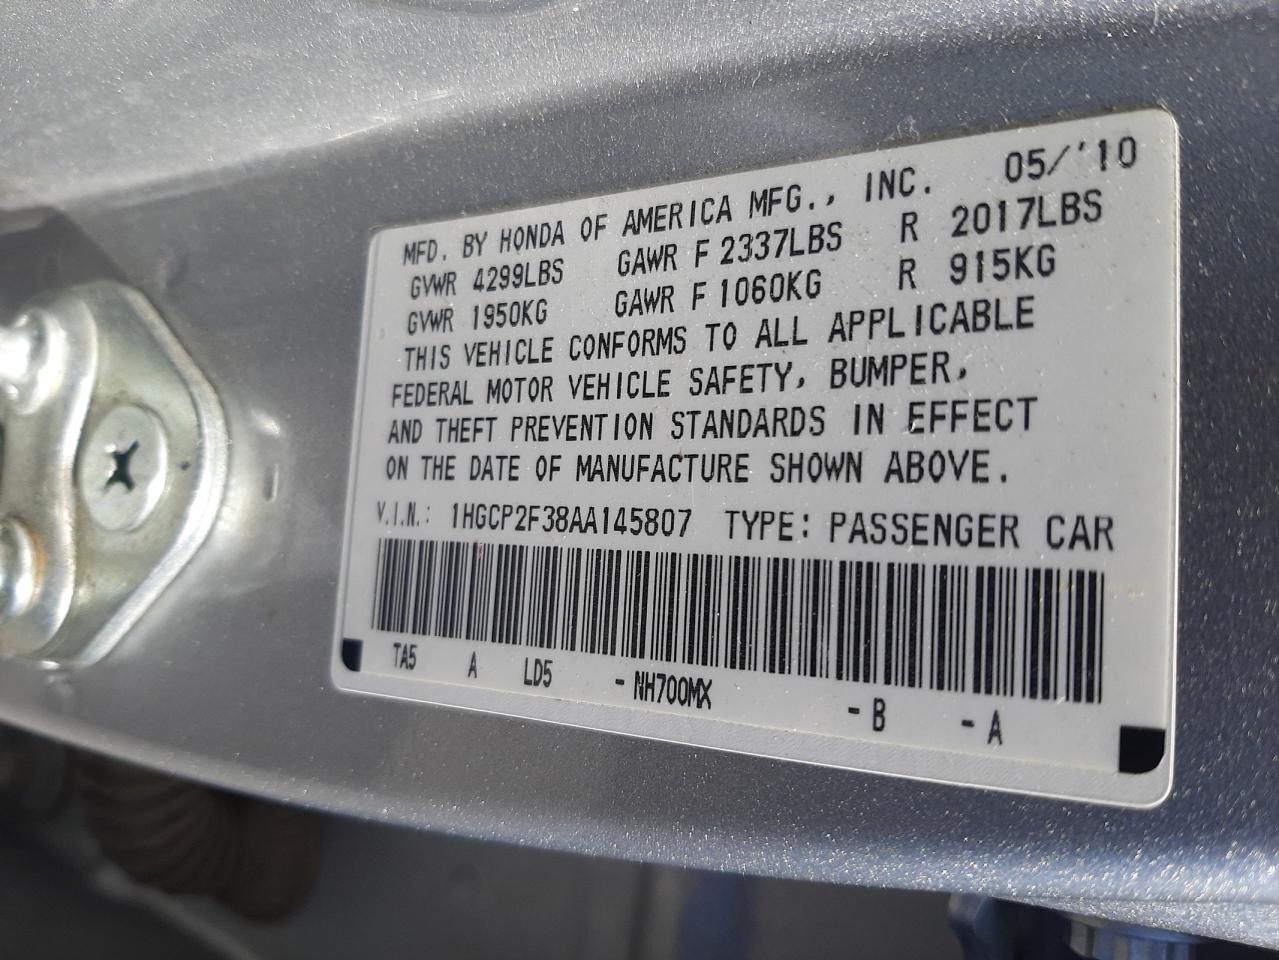 MFD. BY HONDA OF AMERICA MFG., INC. 05/'10
GVWR 4299LBS GAWR F 2337LBS R 2017LBS
GVWR 1950KG GAWR F 1060KG R 915KG
THIS VEHICLE CONFORMS TO ALL APPLICABLE
FEDERAL MOTOR VEHICLE SAFETY, BUMPER,
AND THEFT PREVENTION STANDARDS IN EFFECT
ON THE DATE OF MANUFACTURE SHOWN ABOVE.
V.I.N.: 1HGCP2F38AA145807 TYPE: PASSENGER CAR
TA5 A LD5 -NH700MX -B -A